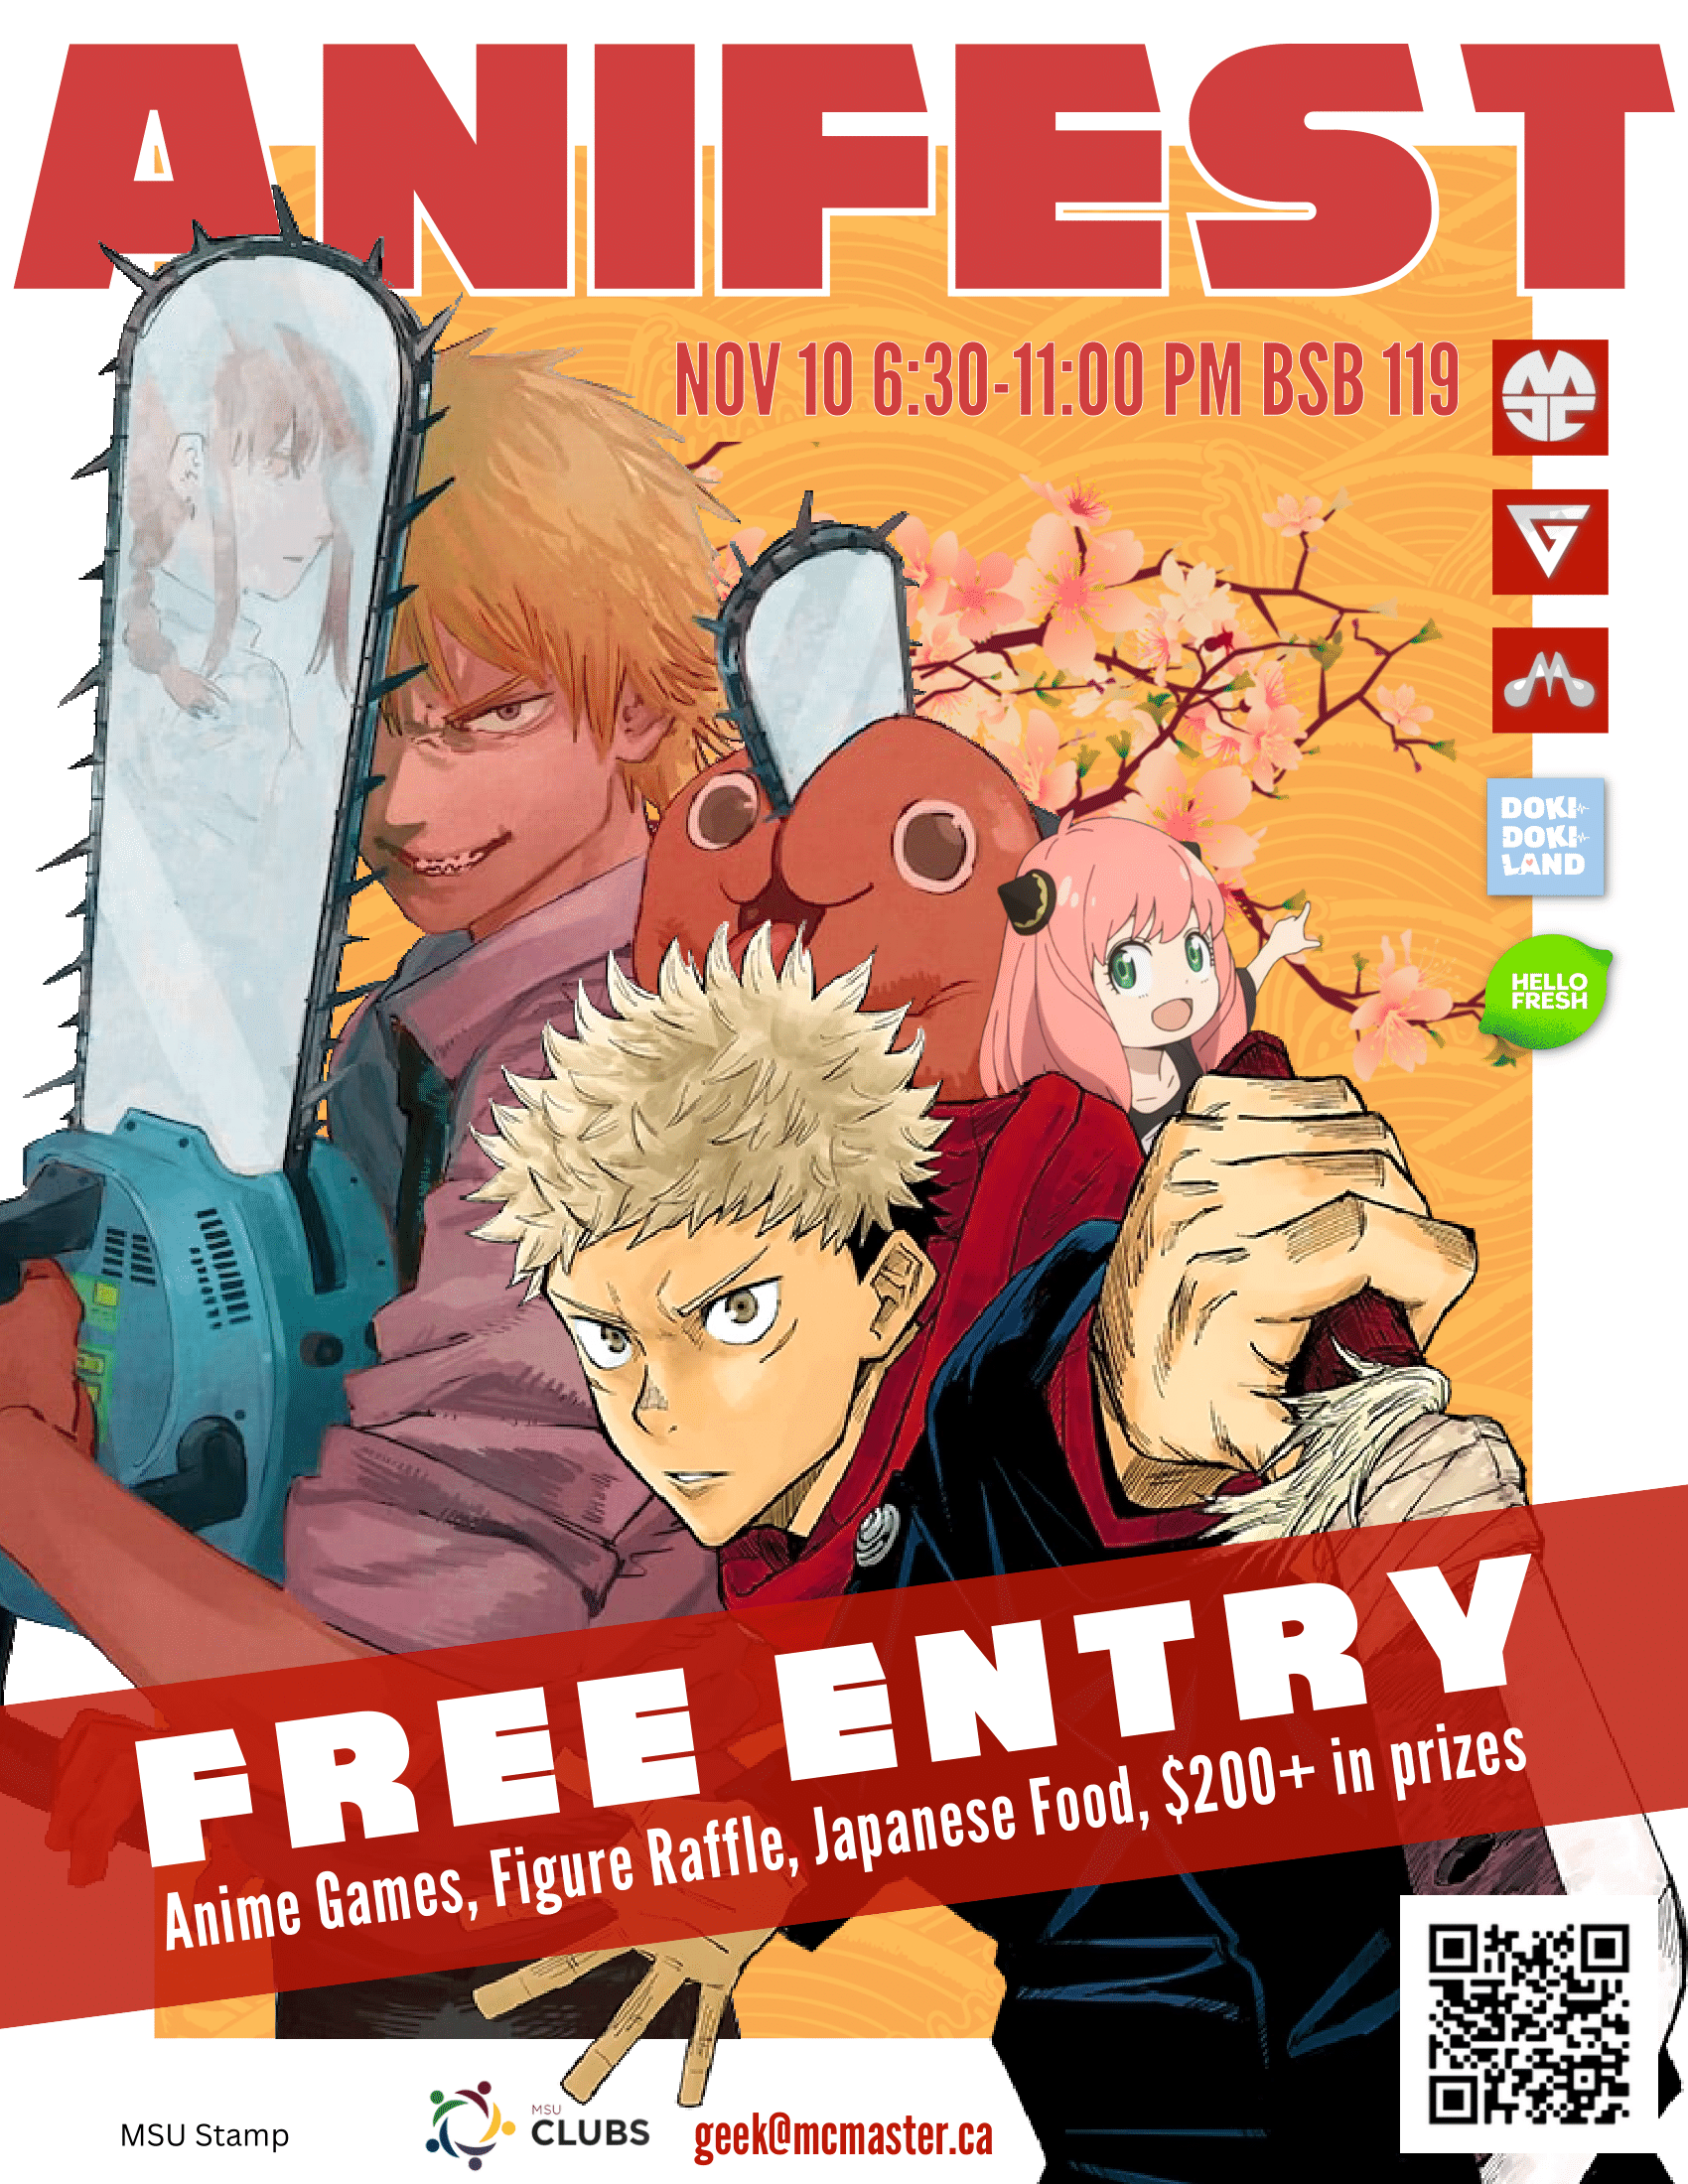 ANIFEST
NOV 10 6:30-11:00 PM BSB 119
DOKI
DOKI
LAND
HELLO
FRESH
FREE ENTRY
Anime Games, Figure Raffle, Japanese Food, $200+ in prizes
MSU Stamp
MSU
CLUBS
geek@mcmaster.ca